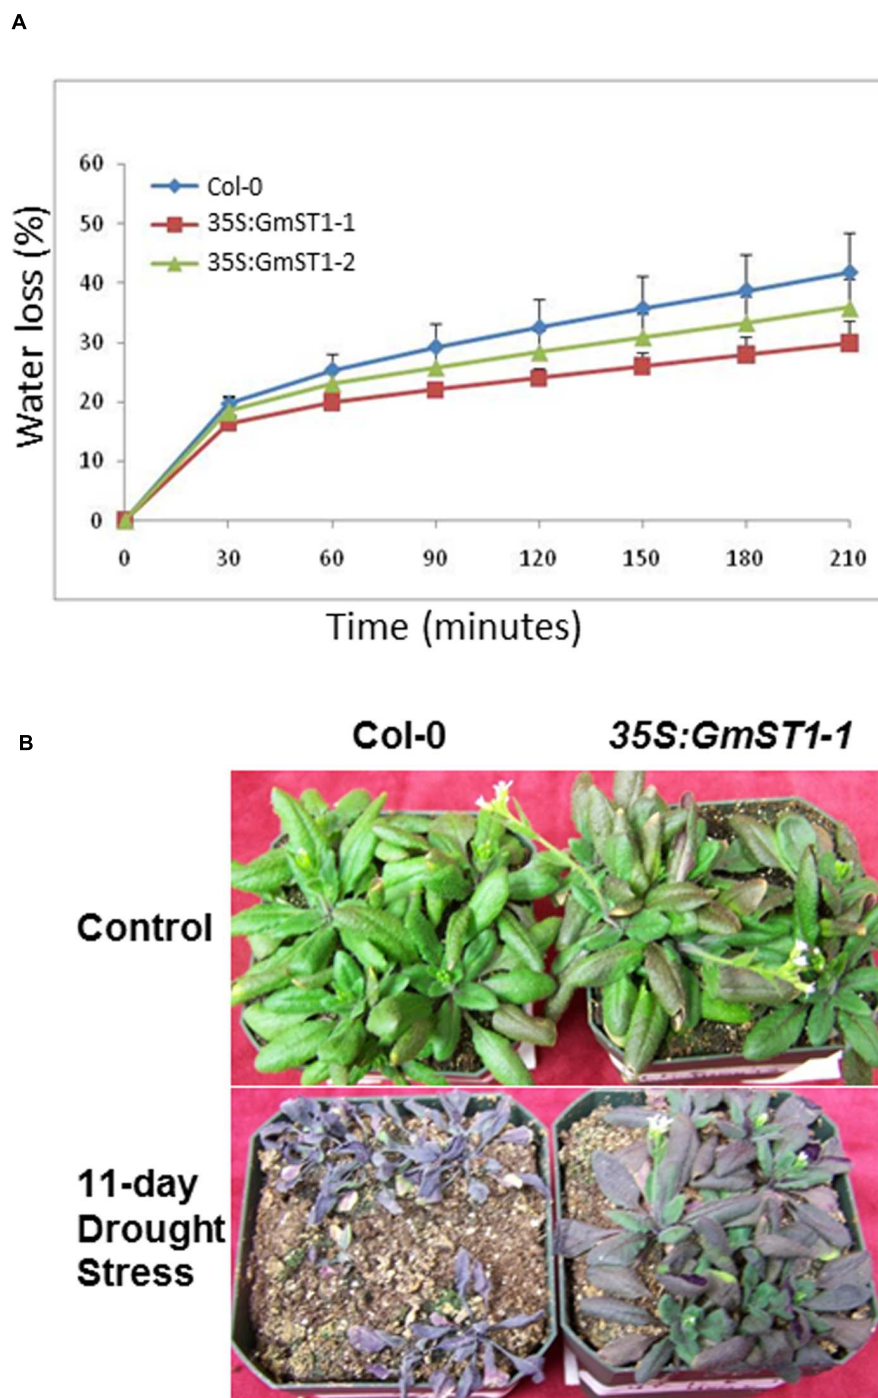 A
60
50
40
30
20
10
0
Water loss (%)
Col-0
35S:GmST1-1
35S:GmST1-2
0 30 60 90 120 150 180 210
Time (minutes)
B
Col-0 35S:GmST1-1
Control
11-day
Drought
Stress